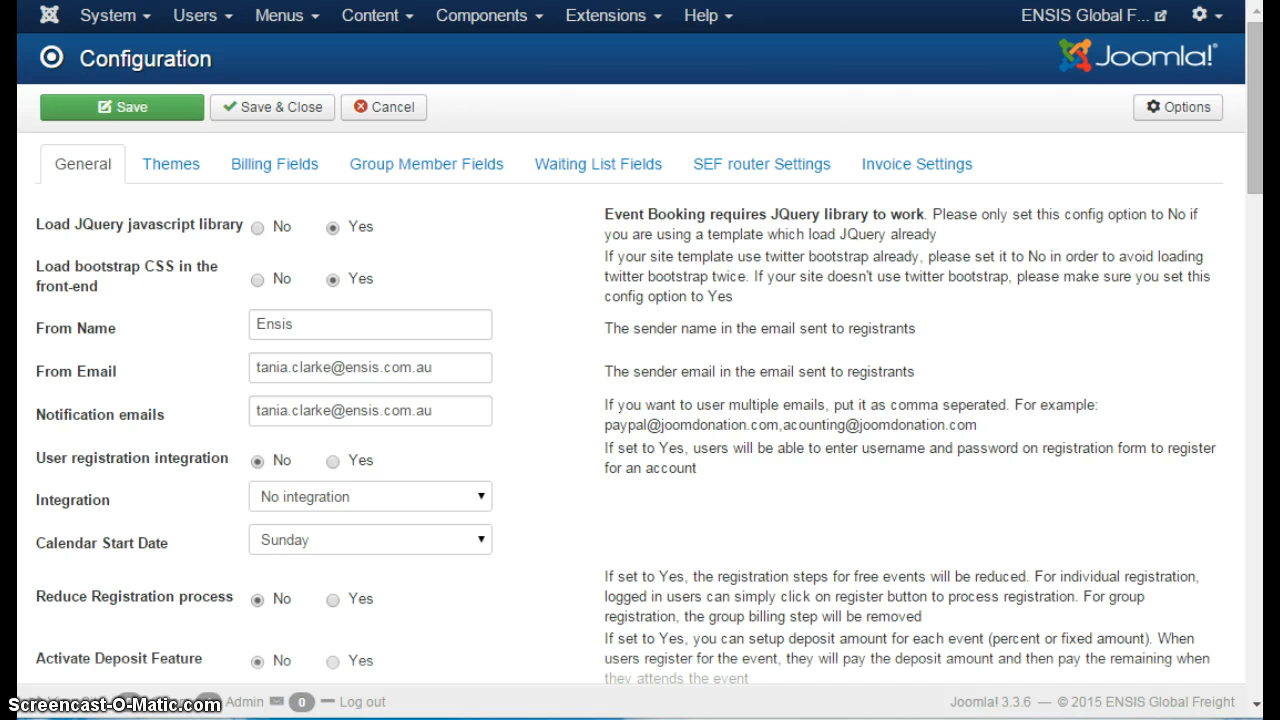 System Users Menus Content Components Extensions Help ENSIS Global F...
Configuration Joomla!
Save Save & Close Cancel Options
General Themes Billing Fields Group Member Fields Waiting List Fields SEF router Settings Invoice Settings
Load JQuery javascript library No Yes
Event Booking requires JQuery library to work. Please only set this config option to No if
you are using a template which load JQuery already
Load bootstrap CSS in the
front-end
No Yes
If your site template use twitter bootstrap already, please set it to No in order to avoid loading
twitter bootstrap twice. If your site doesn't use twitter bootstrap, please make sure you set this
config option to Yes
From Name Ensis The sender name in the email sent to registrants
From Email tania.clarke@ensis.com.au The sender email in the email sent to registrants
Notification emails tania.clarke@ensis.com.au
If you want to user multiple emails, put it as comma seperated. For example:
paypal@joomdonation.com,acounting@joomdonation.com
User registration integration No Yes
If set to Yes, users will be able to enter username and password on registration form to register
for an account
Integration No integration
Calendar Start Date Sunday
Reduce Registration process No Yes
If set to Yes, the registration steps for free events will be reduced. For individual registration,
logged in users can simply click on register button to process registration. For group
registration, the group billing step will be removed
Activate Deposit Feature No Yes
If set to Yes, you can setup deposit amount for each event (percent or fixed amount). When
users register for the event, they will pay the deposit amount and then pay the remaining when
they attends the event
Admin 0 Log out Joomla! 3.3.6 — © 2015 ENSIS Global Freight
Screencast-O-Matic.com